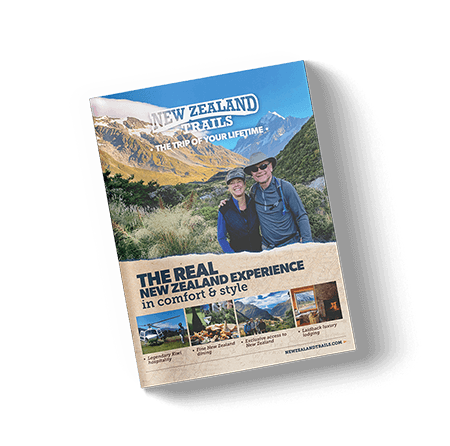 NEW ZEALAND
TRAILS
• THE TRIP OF YOUR LIFETIME •
THE REAL
NEW ZEALAND EXPERIENCE
in comfort & style
• Legendary Kiwi
hospitality
• Fine New Zealand
dining
• Exclusive access to
New Zealand
• Laidback luxury
lodging
NEWZEALANDTRAILS.COM